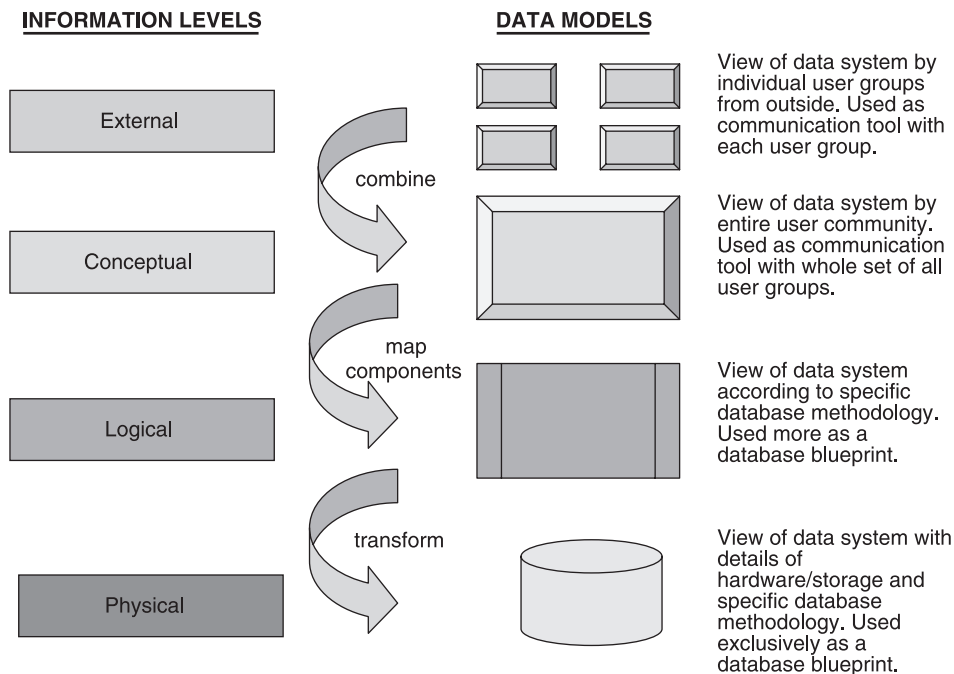 INFORMATION LEVELS
DATA MODELS
External
combine
View of data system by
individual user groups
from outside. Used as
communication tool with
each user group.
Conceptual
map
components
View of data system by
entire user community.
Used as communication
tool with whole set of all
user groups.
Logical
transform
View of data system
according to specific
database methodology.
Used more as a
database blueprint.
Physical
View of data system with
details of
hardware/storage and
specific database
methodology. Used
exclusively as a
database blueprint.